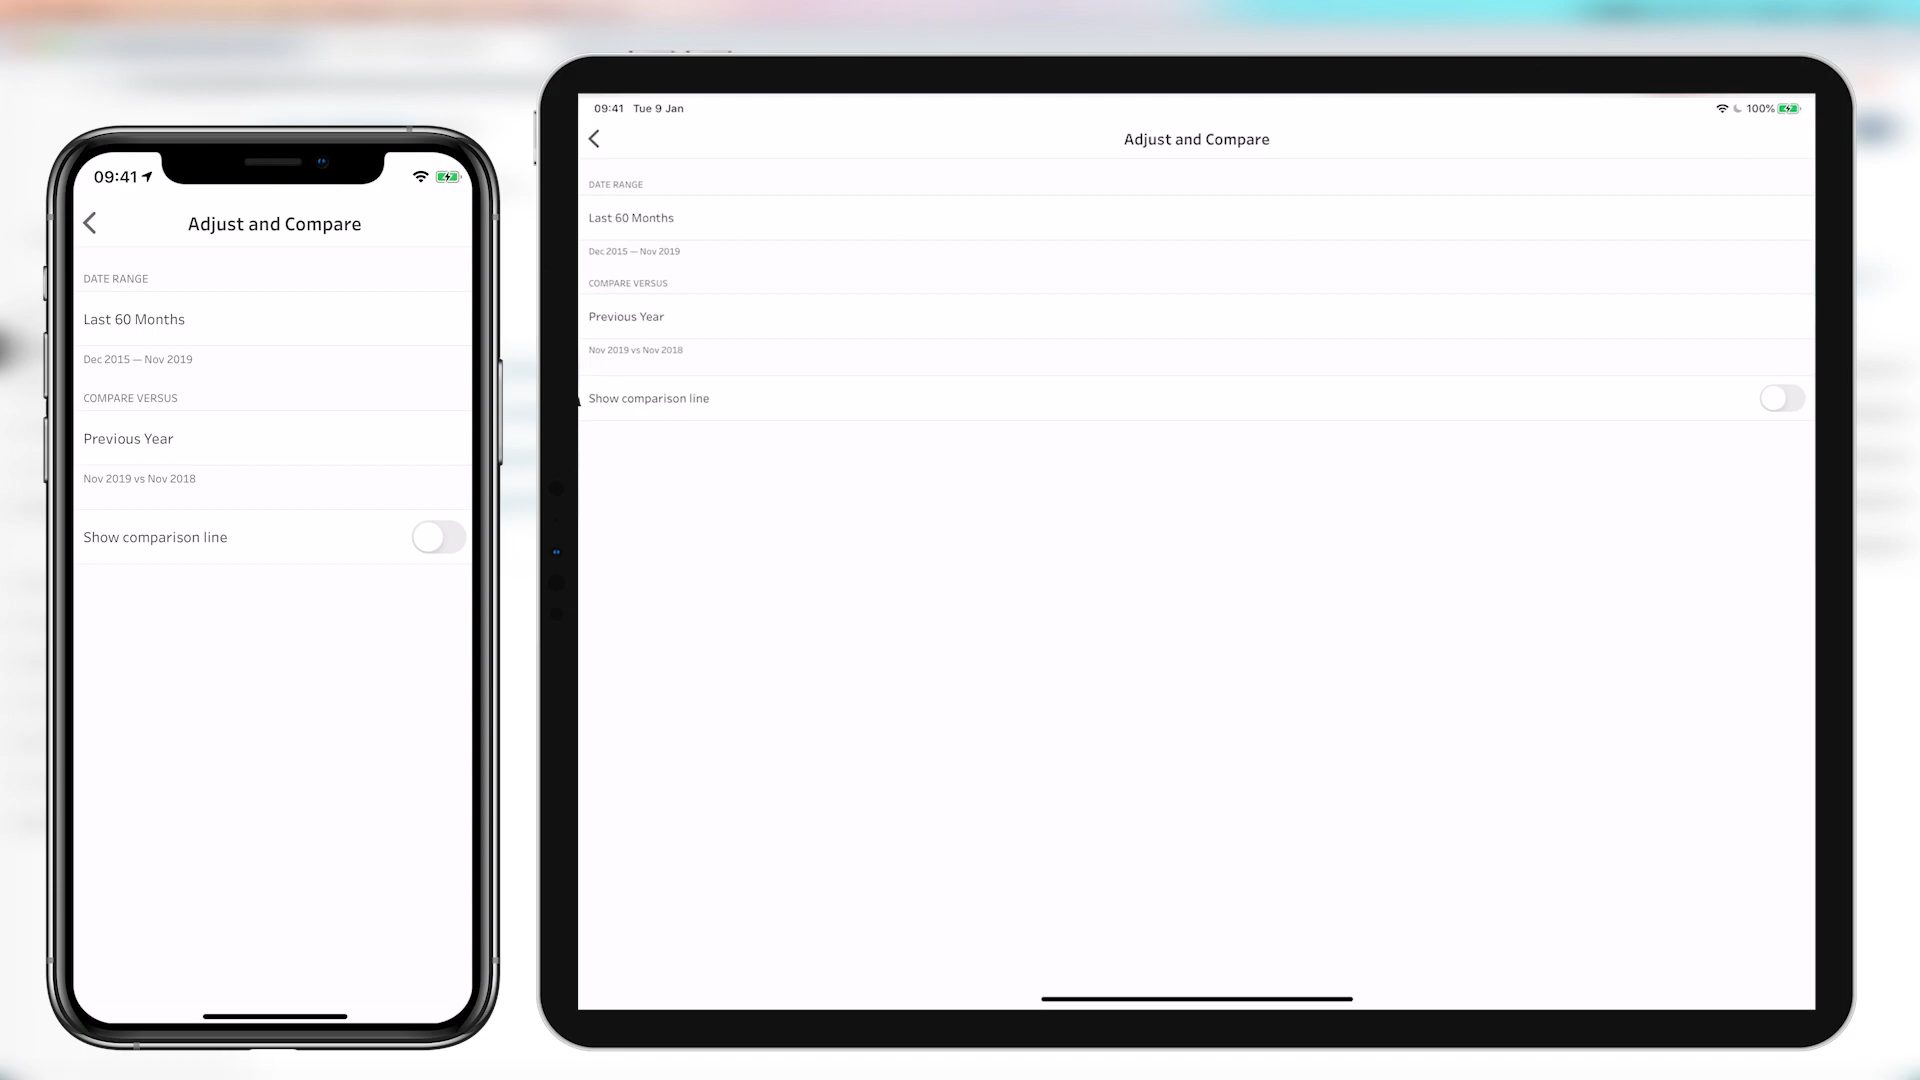 09:41
Adjust and Compare
DATE RANGE
Last 60 Months
Dec 2015 — Nov 2019
COMPARE VERSUS
Previous Year
Nov 2019 vs Nov 2018
Show comparison line
09:41 Tue 9 Jan
100%
Adjust and Compare
DATE RANGE
Last 60 Months
Dec 2015 — Nov 2019
COMPARE VERSUS
Previous Year
Nov 2019 vs Nov 2018
Show comparison line